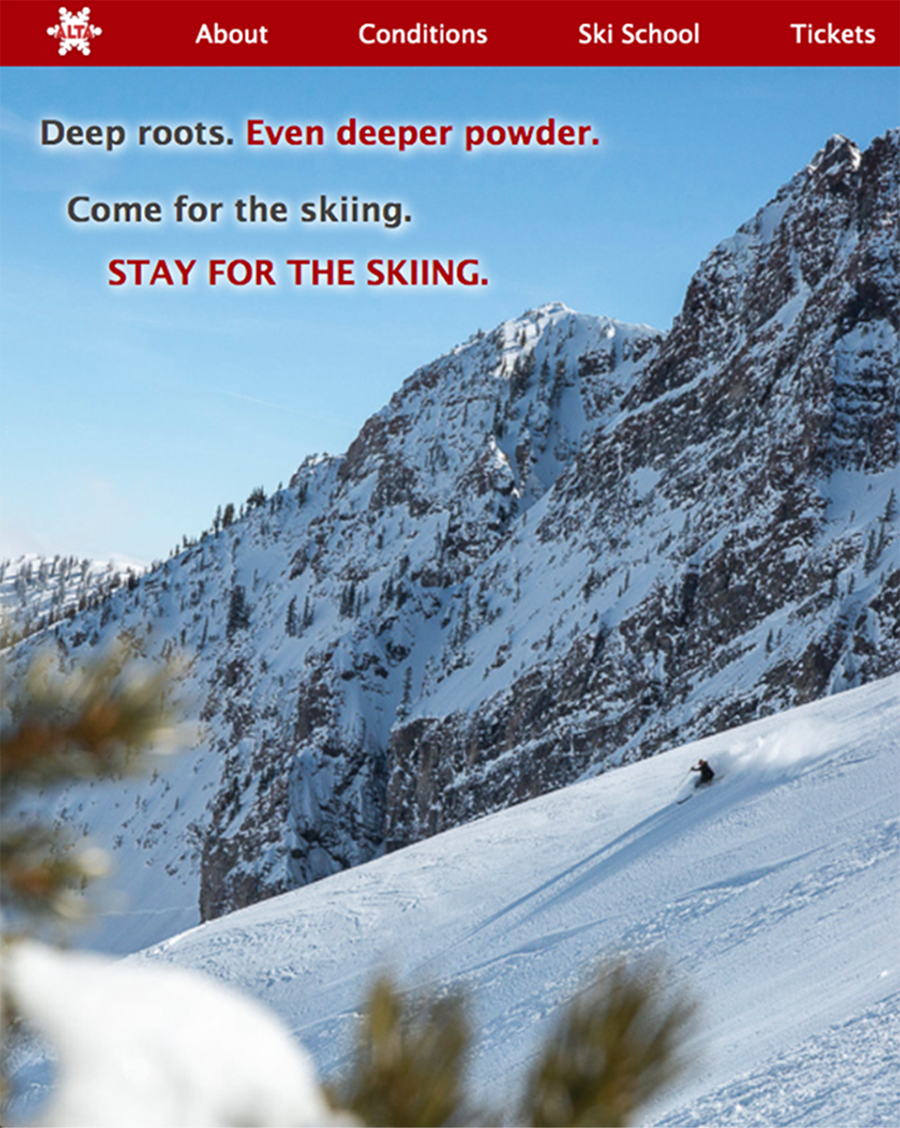 ALTA
About Conditions Ski School Tickets
Deep roots. Even deeper powder.
Come for the skiing.
STAY FOR THE SKIING.